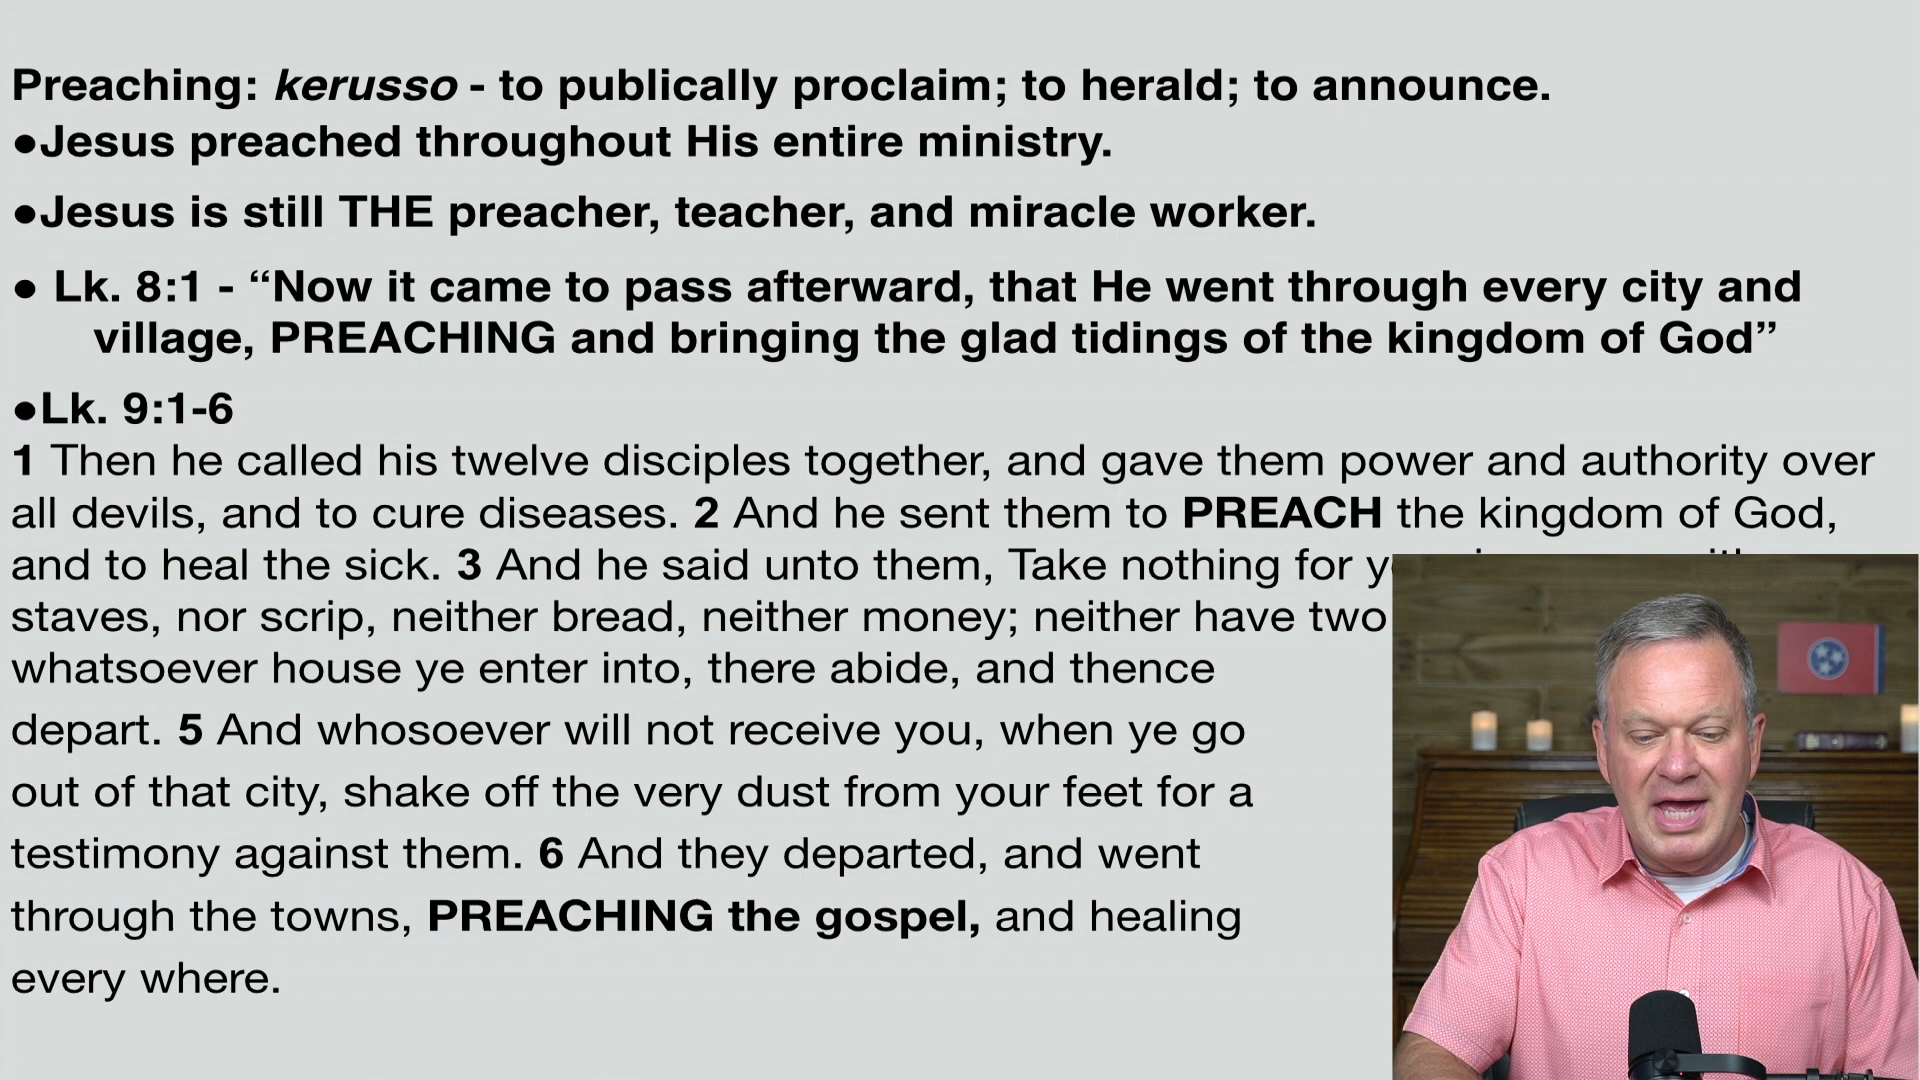 Preaching: kerusso - to publically proclaim; to herald; to announce.
●Jesus preached throughout His entire ministry.
●Jesus is still THE preacher, teacher, and miracle worker.
● Lk. 8:1 - “Now it came to pass afterward, that He went through every city and
village, PREACHING and bringing the glad tidings of the kingdom of God”
●Lk. 9:1-6
1 Then he called his twelve disciples together, and gave them power and authority over
all devils, and to cure diseases. 2 And he sent them to PREACH the kingdom of God,
and to heal the sick. 3 And he said unto them, Take nothing for
staves, nor scrip, neither bread, neither money; neither have two
whatsoever house ye enter into, there abide, and thence
depart. 5 And whosoever will not receive you, when ye go
out of that city, shake off the very dust from your feet for a
testimony against them. 6 And they departed, and went
through the towns, PREACHING the gospel, and healing
every where.